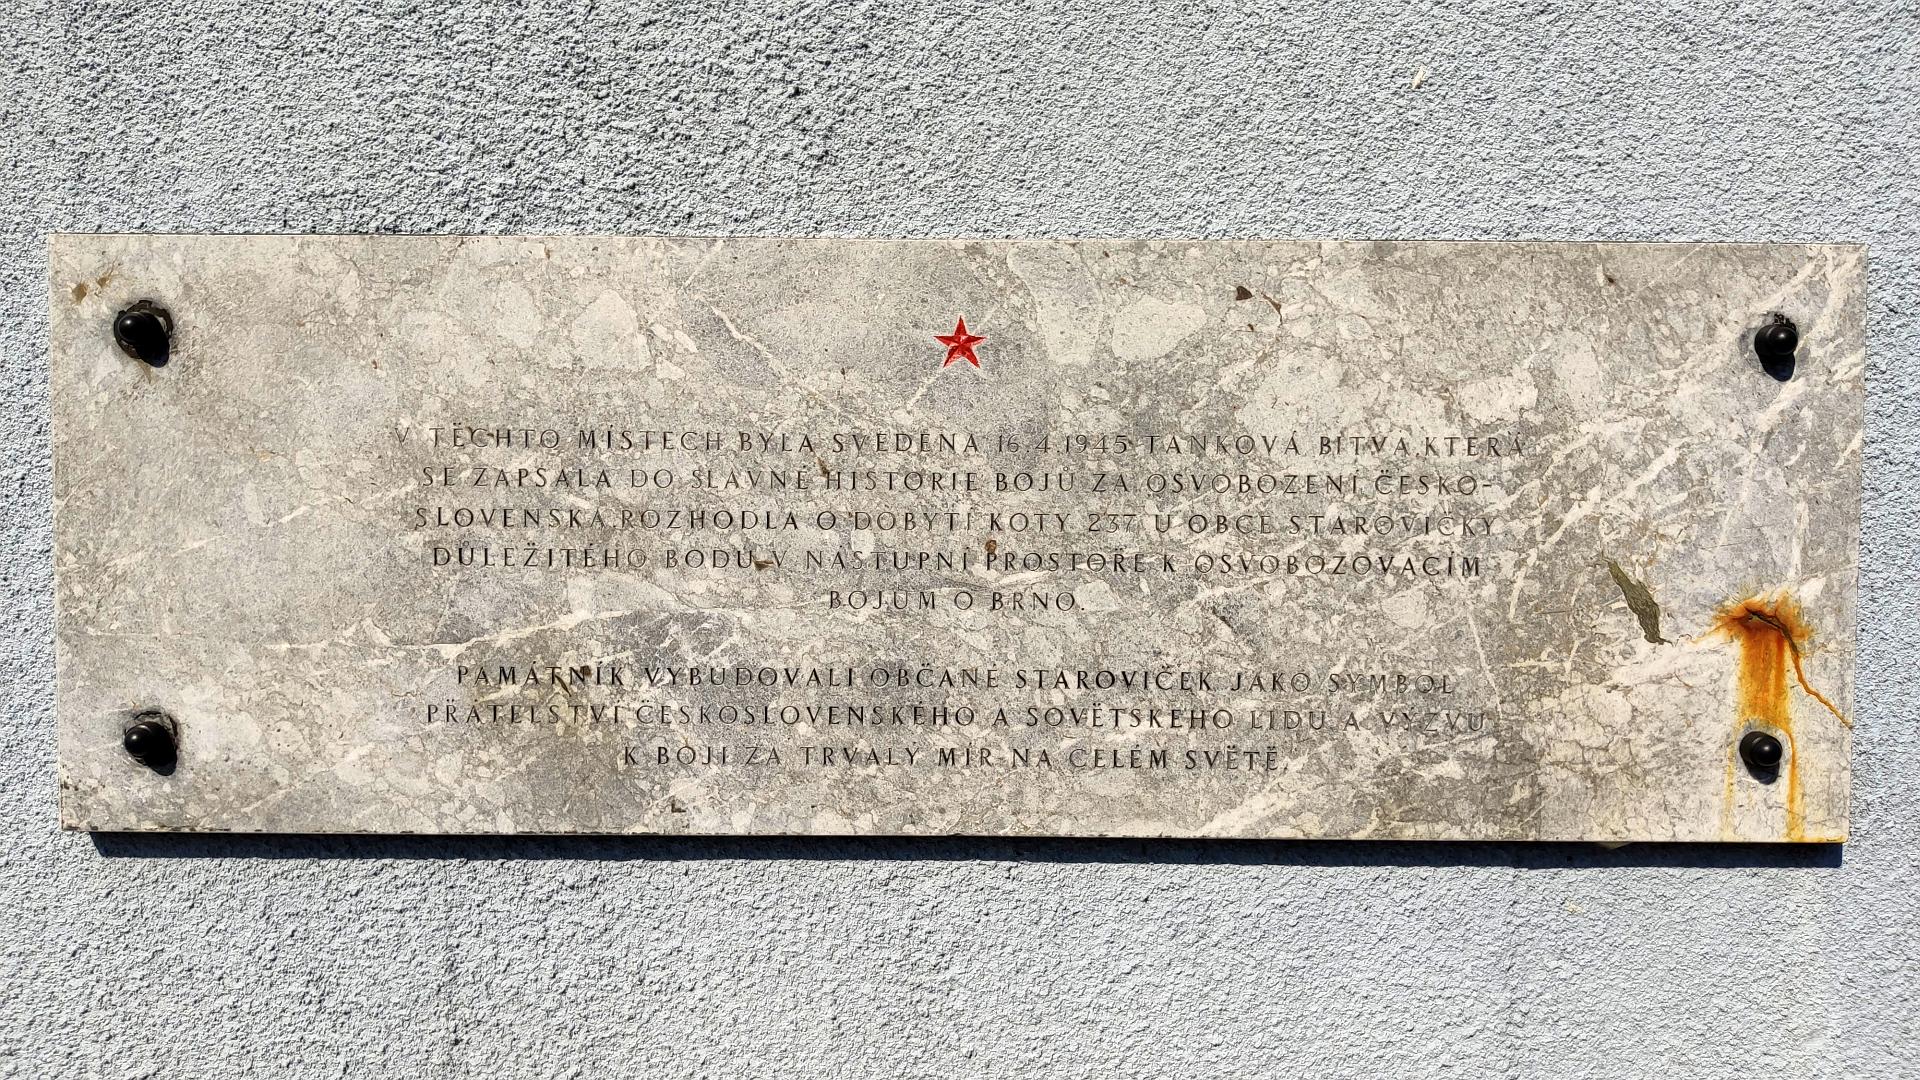 V TĚCHTO MÍSTECH BYLA SVEDENA 16.4.1945 TANKOVÁ BITVA, KTERÁ
SE ZAPSALA DO SLAVNÉ HISTORIE BOJŮ ZA OSVOBOZENÍ ČESKO-
SLOVENSKA. ROZHODLA O DOBYTÍ KOTY 237 U OBCE STAROVIČKY
DŮLEŽITÉHO BODU V NÁSTUPNÍ PROSTOŘE K OSVOBOZOVACÍM
BOJŮM O BRNO.
PAMÁTNÍK VYBUDOVALI OBČANÉ STAROVIČEK JAKO SYMBOL
PŘÁTELSTVÍ ČESKOSLOVENSKÉHO A SOVĚTSKÉHO LIDU A VÝZVU
K BOJI ZA TRVALÝ MÍR NA CELÉM SVĚTĚ.